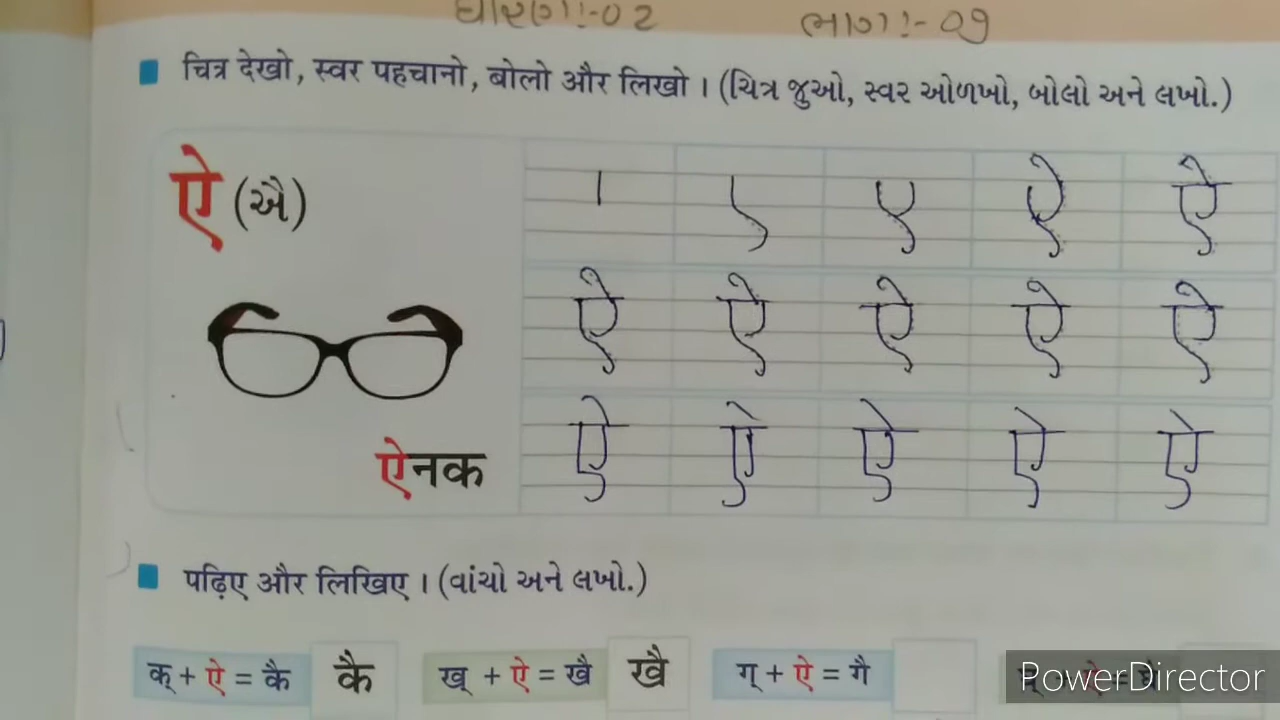 ધોરણ:-02 ભાગ:-09
चित्र देखो, स्वर पहचानो, बोलो और लिखो । (ચિત્ર જુઓ, સ્વર ઓળખો, બોલો અને લખો.)
ऐ (ઐ)
ऐ ऐ
ऐ ऐ ऐ ऐ ऐ
ऐ ऐ ऐ ऐ ऐ
ऐनक
पढ़िए और लिखिए । (વાંચો અને લખો.)
क् + ऐ = कै कै ख् + ऐ = खै खै ग् + ऐ = गै
PowerDirector